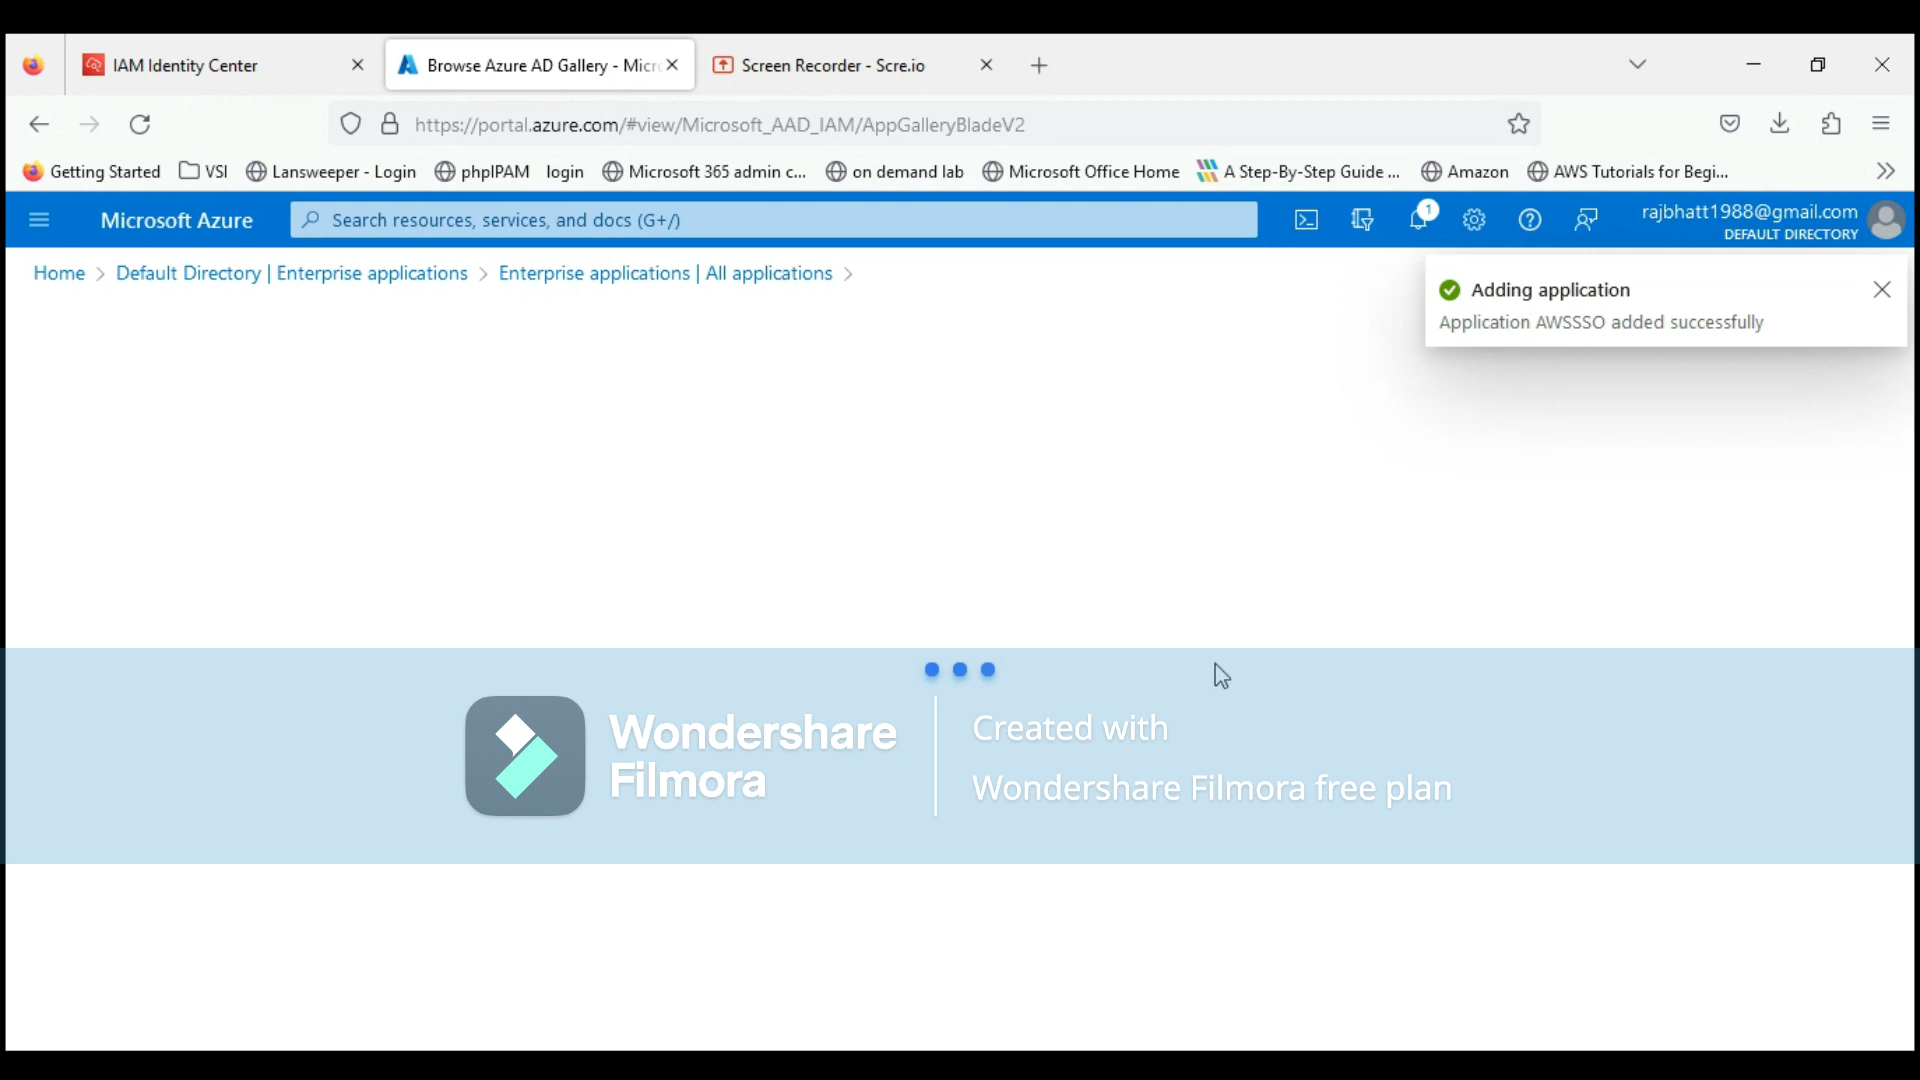 IAM Identity Center
Browse Azure AD Gallery - Micr
Screen Recorder - Scre.io
https://portal.azure.com/#view/Microsoft_AAD_IAM/AppGalleryBladeV2
Getting Started VSI Lansweeper - Login phpIPAM login Microsoft 365 admin c... on demand lab Microsoft Office Home A Step-By-Step Guide ... Amazon AWS Tutorials for Begi...
Microsoft Azure
Search resources, services, and docs (G+/)
1
rajbhatt1988@gmail.com
DEFAULT DIRECTORY
Home > Default Directory | Enterprise applications > Enterprise applications | All applications >
Adding application
Application AWSSSO added successfully
Wondershare
Filmora
Created with
Wondershare Filmora free plan